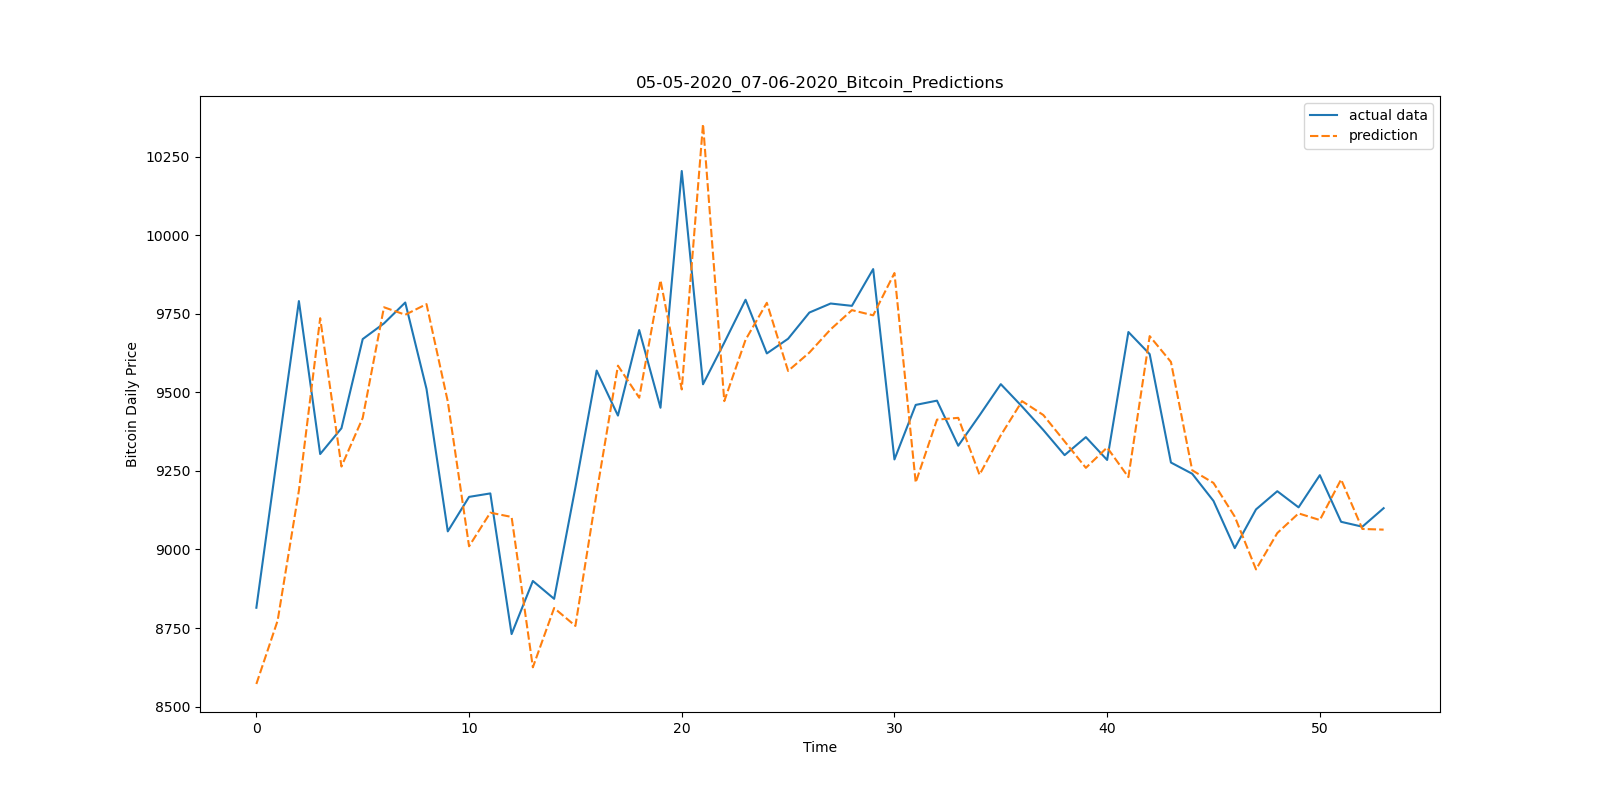 05-05-2020_07-06-2020_Bitcoin_Predictions
actual data
prediction
Bitcoin Daily Price
10250
10000
9750
9500
9250
9000
8750
8500
0 10 20 30 40 50
Time